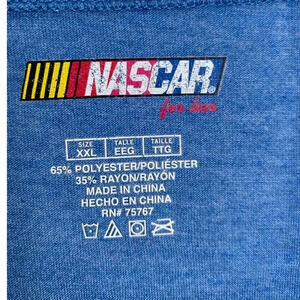 NASCAR
for her
SIZE TALLE TAILLE
XXL EEG TTG
65% POLYESTER/POLIÉSTER
35% RAYON/RAYÓN
MADE IN CHINA
HECHO EN CHINA
RN# 75767